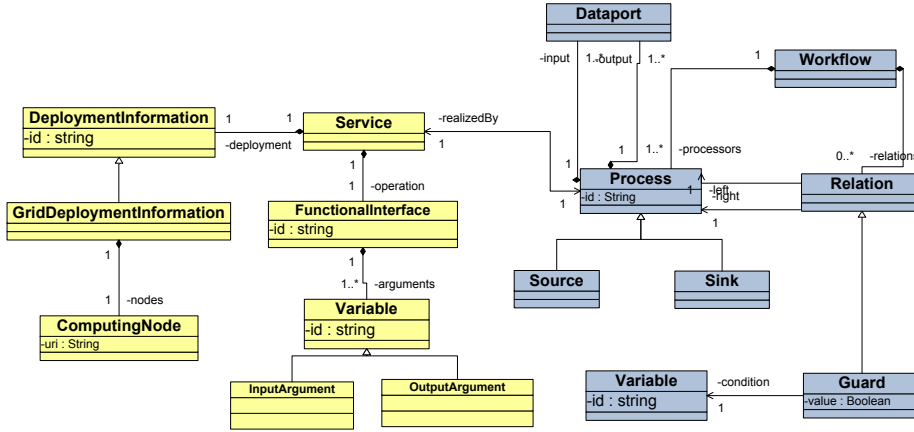 Dataport
-input
1..*
-output
1..*
1
Workflow
DeploymentInformation
-id : string
1
-deployment
1
Service
-realizedBy
1
1
1
1..*
-processors
0..*
-relations
1
-operation
Process
-id : String
1
1
-left
-right
1
Relation
GridDeploymentInformation
FunctionalInterface
-id : string
1
1
1
1..*
-arguments
Source
Sink
1
-nodes
ComputingNode
-uri : String
Variable
-id : string
InputArgument
OutputArgument
Variable
-id : string
-condition
1
Guard
-value : Boolean